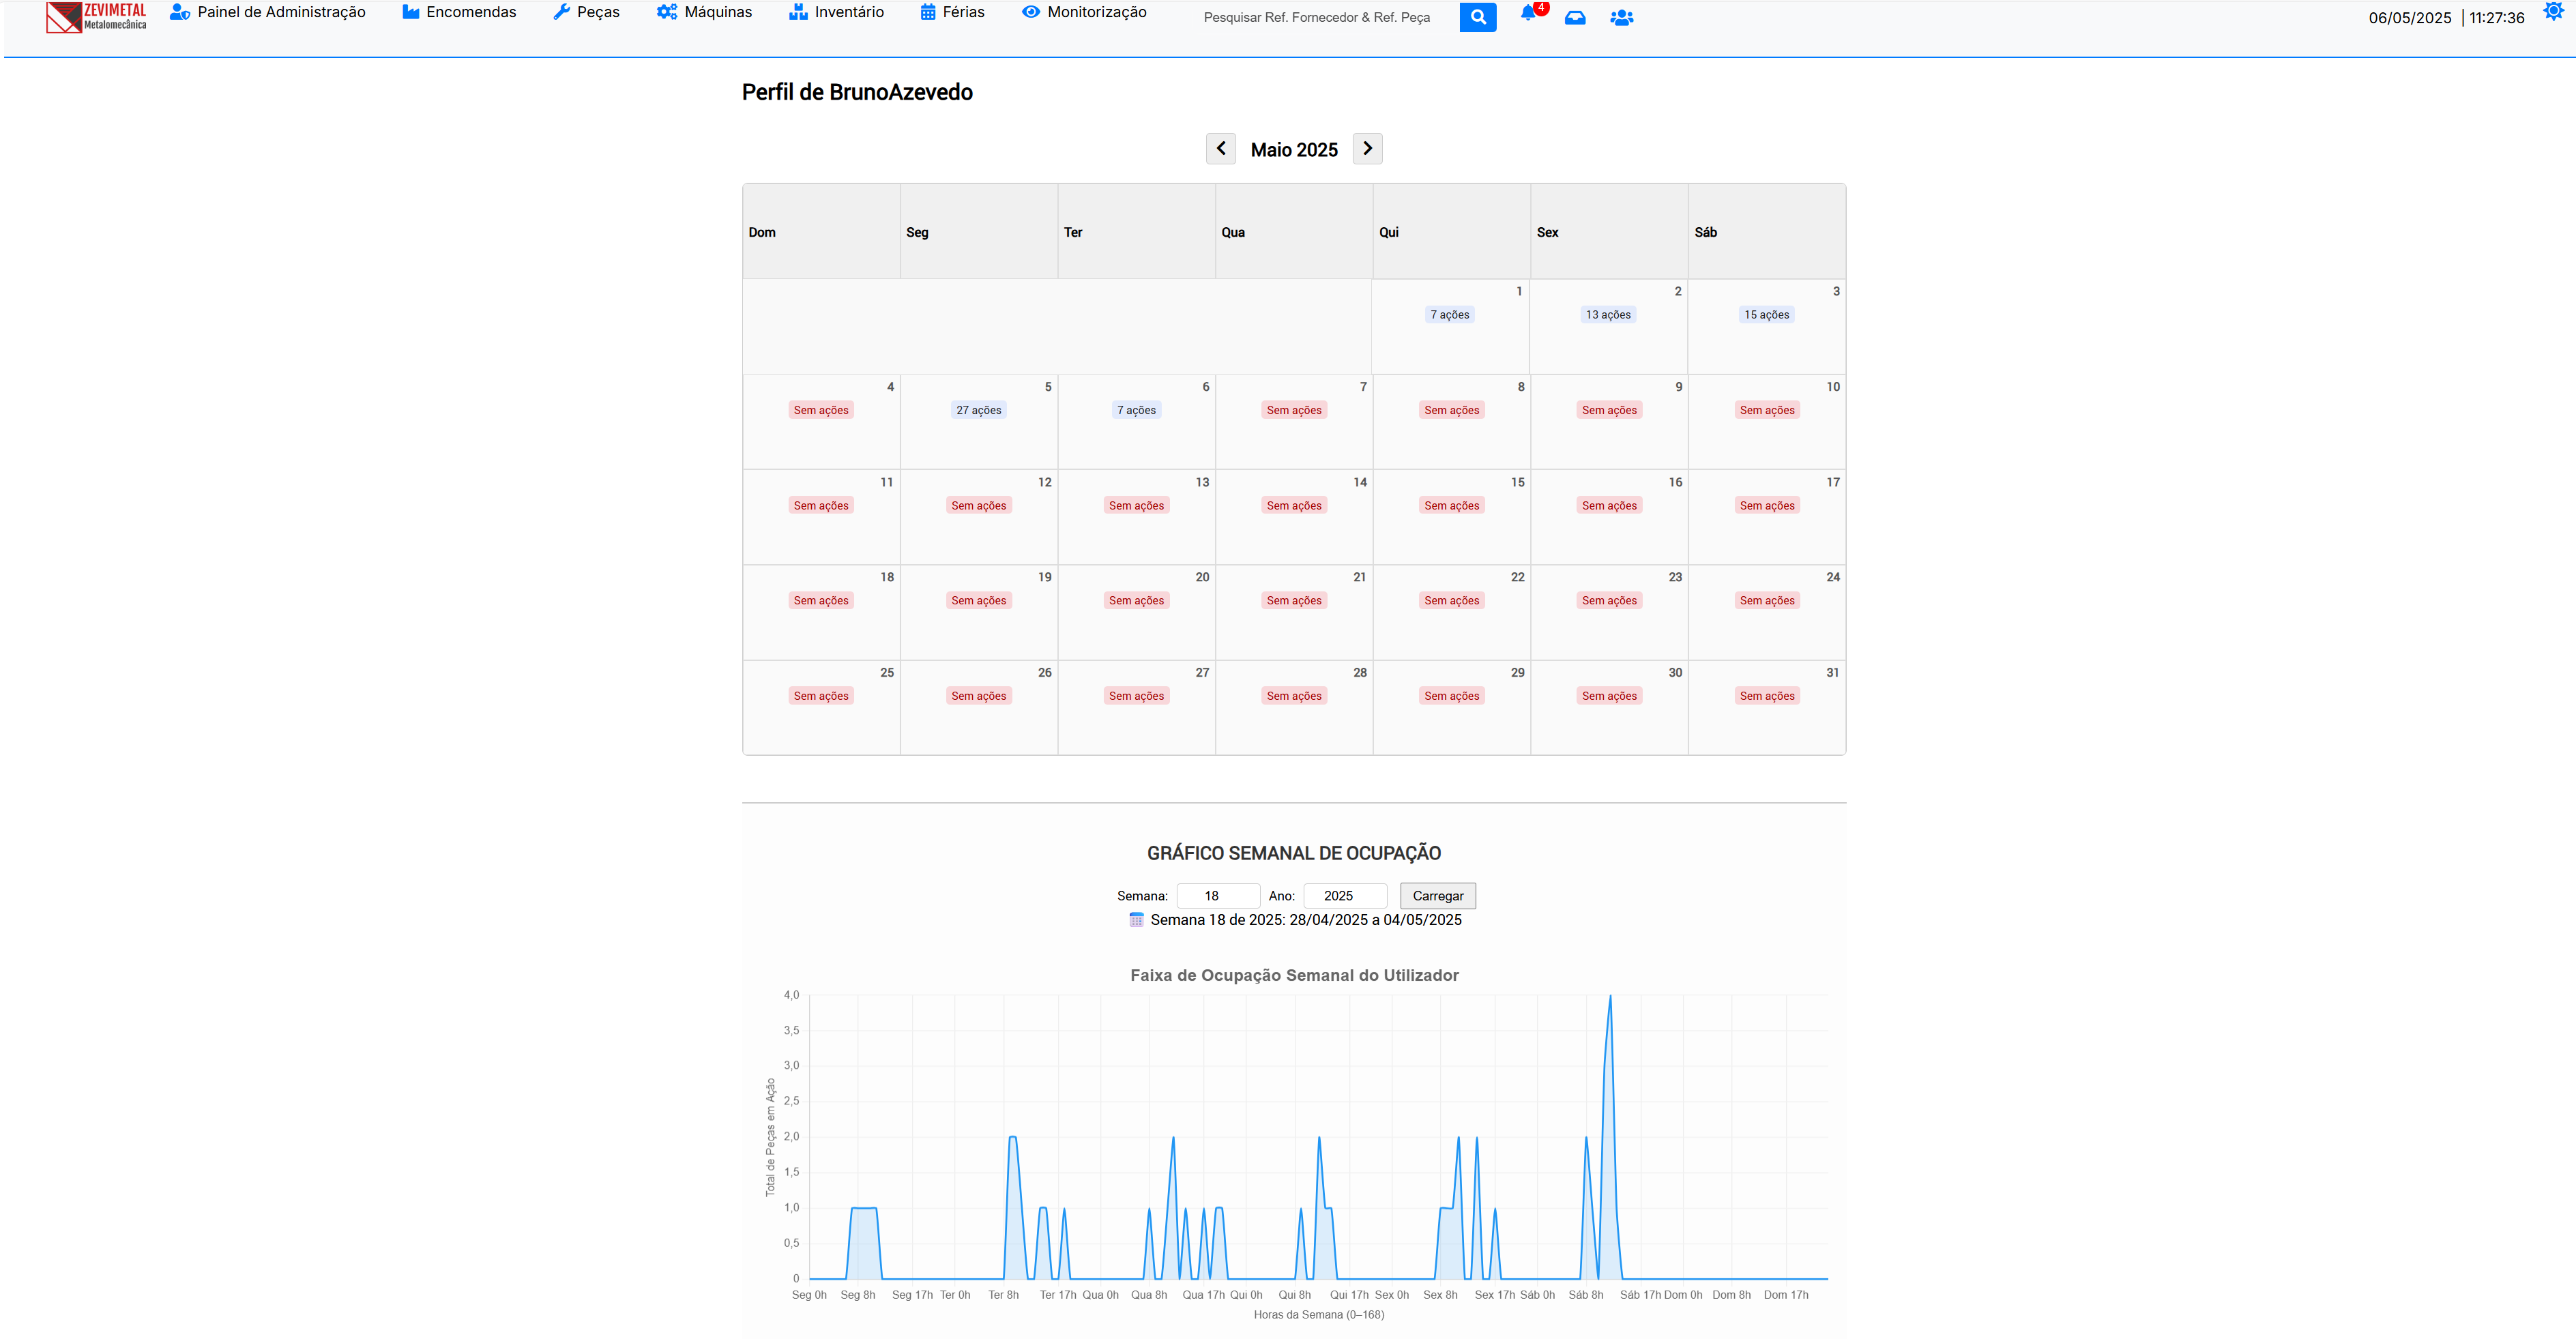 ZEVIMETAL
Metalomecânica
Painel de Administração
Encomendas
Peças
Máquinas
Inventário
Férias
Monitorização
Pesquisar Ref. Fornecedor & Ref. Peça
4
06/05/2025 | 11:27:36
Perfil de BrunoAzevedo
Maio 2025
Dom Seg Ter Qua Qui Sex Sáb
1 2 3
7 ações 13 ações 15 ações
4 5 6 7 8 9 10
Sem ações 27 ações 7 ações Sem ações Sem ações Sem ações Sem ações
11 12 13 14 15 16 17
Sem ações Sem ações Sem ações Sem ações Sem ações Sem ações Sem ações
18 19 20 21 22 23 24
Sem ações Sem ações Sem ações Sem ações Sem ações Sem ações Sem ações
25 26 27 28 29 30 31
Sem ações Sem ações Sem ações Sem ações Sem ações Sem ações Sem ações
GRÁFICO SEMANAL DE OCUPAÇÃO
Semana: 18 Ano: 2025 Carregar
Semana 18 de 2025: 28/04/2025 a 04/05/2025
Faixa de Ocupação Semanal do Utilizador
Total de Peças em Ação
4,0
3,5
3,0
2,5
2,0
1,5
1,0
0,5
0
Seg 0h Seg 8h Seg 17h Ter 0h Ter 8h Ter 17h Qua 0h Qua 8h Qua 17h Qui 0h Qui 8h Qui 17h Sex 0h Sex 8h Sex 17h Sáb 0h Sáb 8h Sáb 17h Dom 0h Dom 8h Dom 17h
Horas da Semana (0–168)